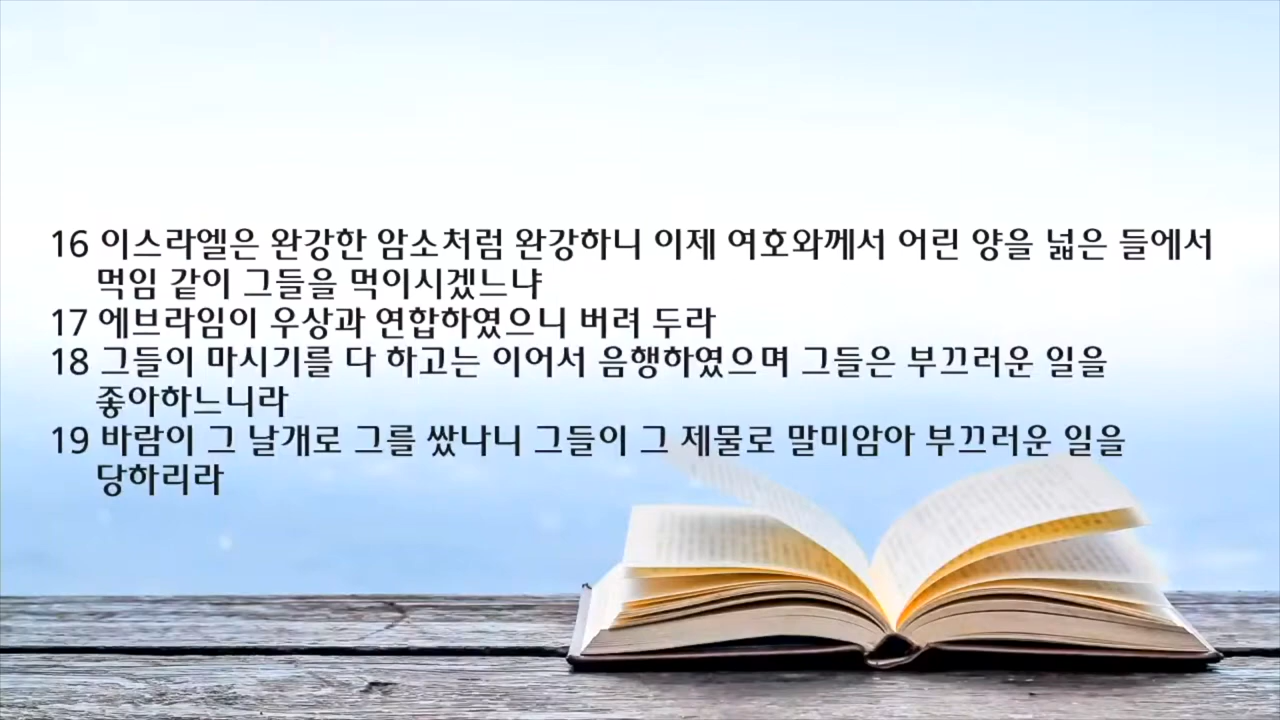 16 이스라엘은 완강한 암소처럼 완강하니 이제 여호와께서 어린 양을 넓은 들에서
먹임 같이 그들을 먹이시겠느냐
17 에브라임이 우상과 연합하였으니 버려 두라
18 그들이 마시기를 다 하고는 이어서 음행하였으며 그들은 부끄러운 일을
좋아하느니라
19 바람이 그 날개로 그를 쌌나니 그들이 그 제물로 말미암아 부끄러운 일을
당하리라